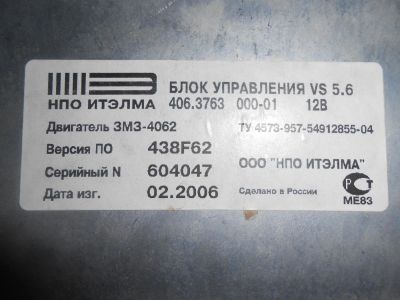 БЛОК УПРАВЛЕНИЯ VS 5.6
НПО ИТЭЛМА 406.3763 000-01 12В
Двигатель ЗМЗ-4062 ТУ 4573-957-54912855-04
Версия ПО 438F62
Серийный N 604047 ООО "НПО ИТЭЛМА"
Дата изг. 02.2006 Сделано в России
РСТ
МЕ83